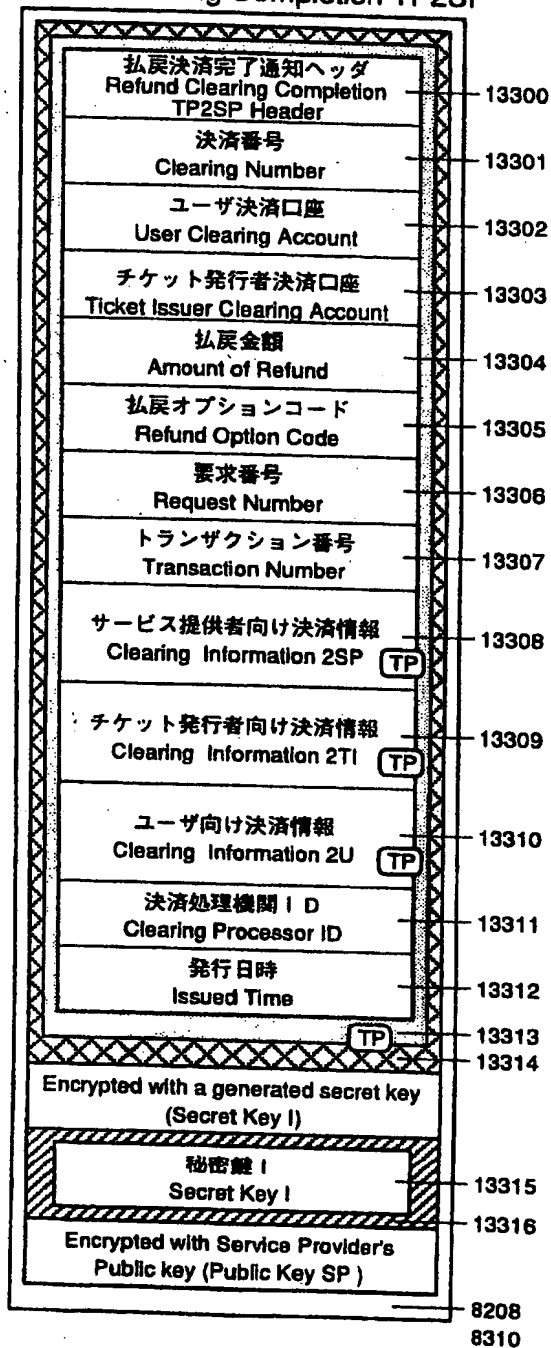 払戻決済完了通知ヘッダ
Refund Clearing Completion
TP2SP Header
13300
決済番号
Clearing Number
13301
ユーザ決済口座
User Clearing Account
13302
チケット発行者決済口座
Ticket Issuer Clearing Account
13303
払戻金額
Amount of Refund
13304
払戻オプションコード
Refund Option Code
13305
要求番号
Request Number
13306
トランザクション番号
Transaction Number
13307
サービス提供者向け決済情報
Clearing Information 2SP
TP
13308
チケット発行者向け決済情報
Clearing Information 2TI
TP
13309
ユーザ向け決済情報
Clearing Information 2U
TP
13310
決済処理機関ID
Clearing Processor ID
13311
発行日時
Issued Time
13312
TP
13313
13314
Encrypted with a generated secret key
(Secret Key I)
秘密鍵 I
Secret Key I
13315
13316
Encrypted with Service Provider's
Public key (Public Key SP )
8208
8310